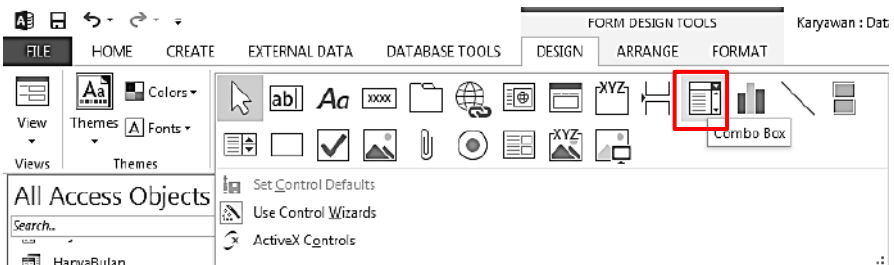 FORM DESIGN TOOLS Karyawan : Data
FILE HOME CREATE EXTERNAL DATA DATABASE TOOLS DESIGN ARRANGE FORMAT
View
Views
Aa
Themes
Colors
Fonts
Themes
ab|
Aa
xxxx
XYZ
Combo Box
XYZ
Set Control Defaults
Use Control Wizards
ActiveX Controls
All Access Objects
Search...
HanyaBulan